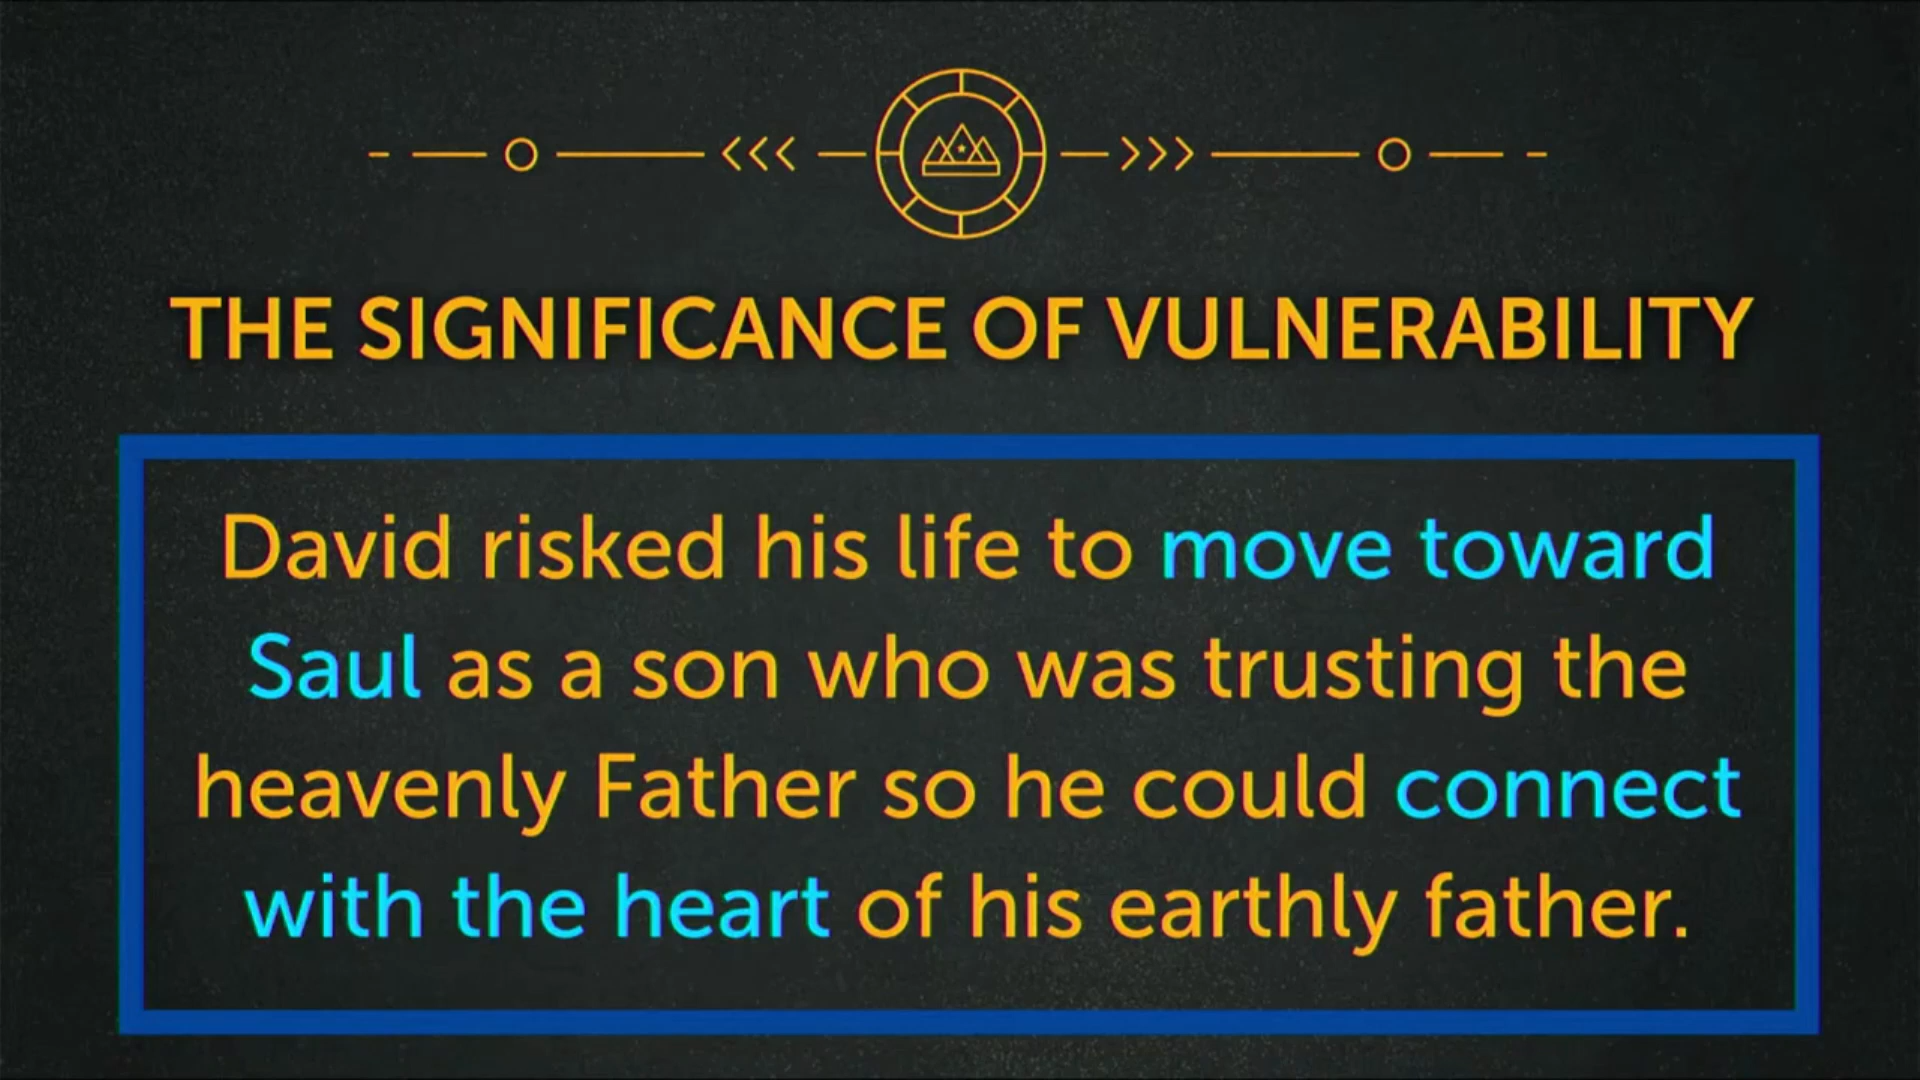 THE SIGNIFICANCE OF VULNERABILITY
David risked his life to move toward
Saul as a son who was trusting the
heavenly Father so he could connect
with the heart of his earthly father.